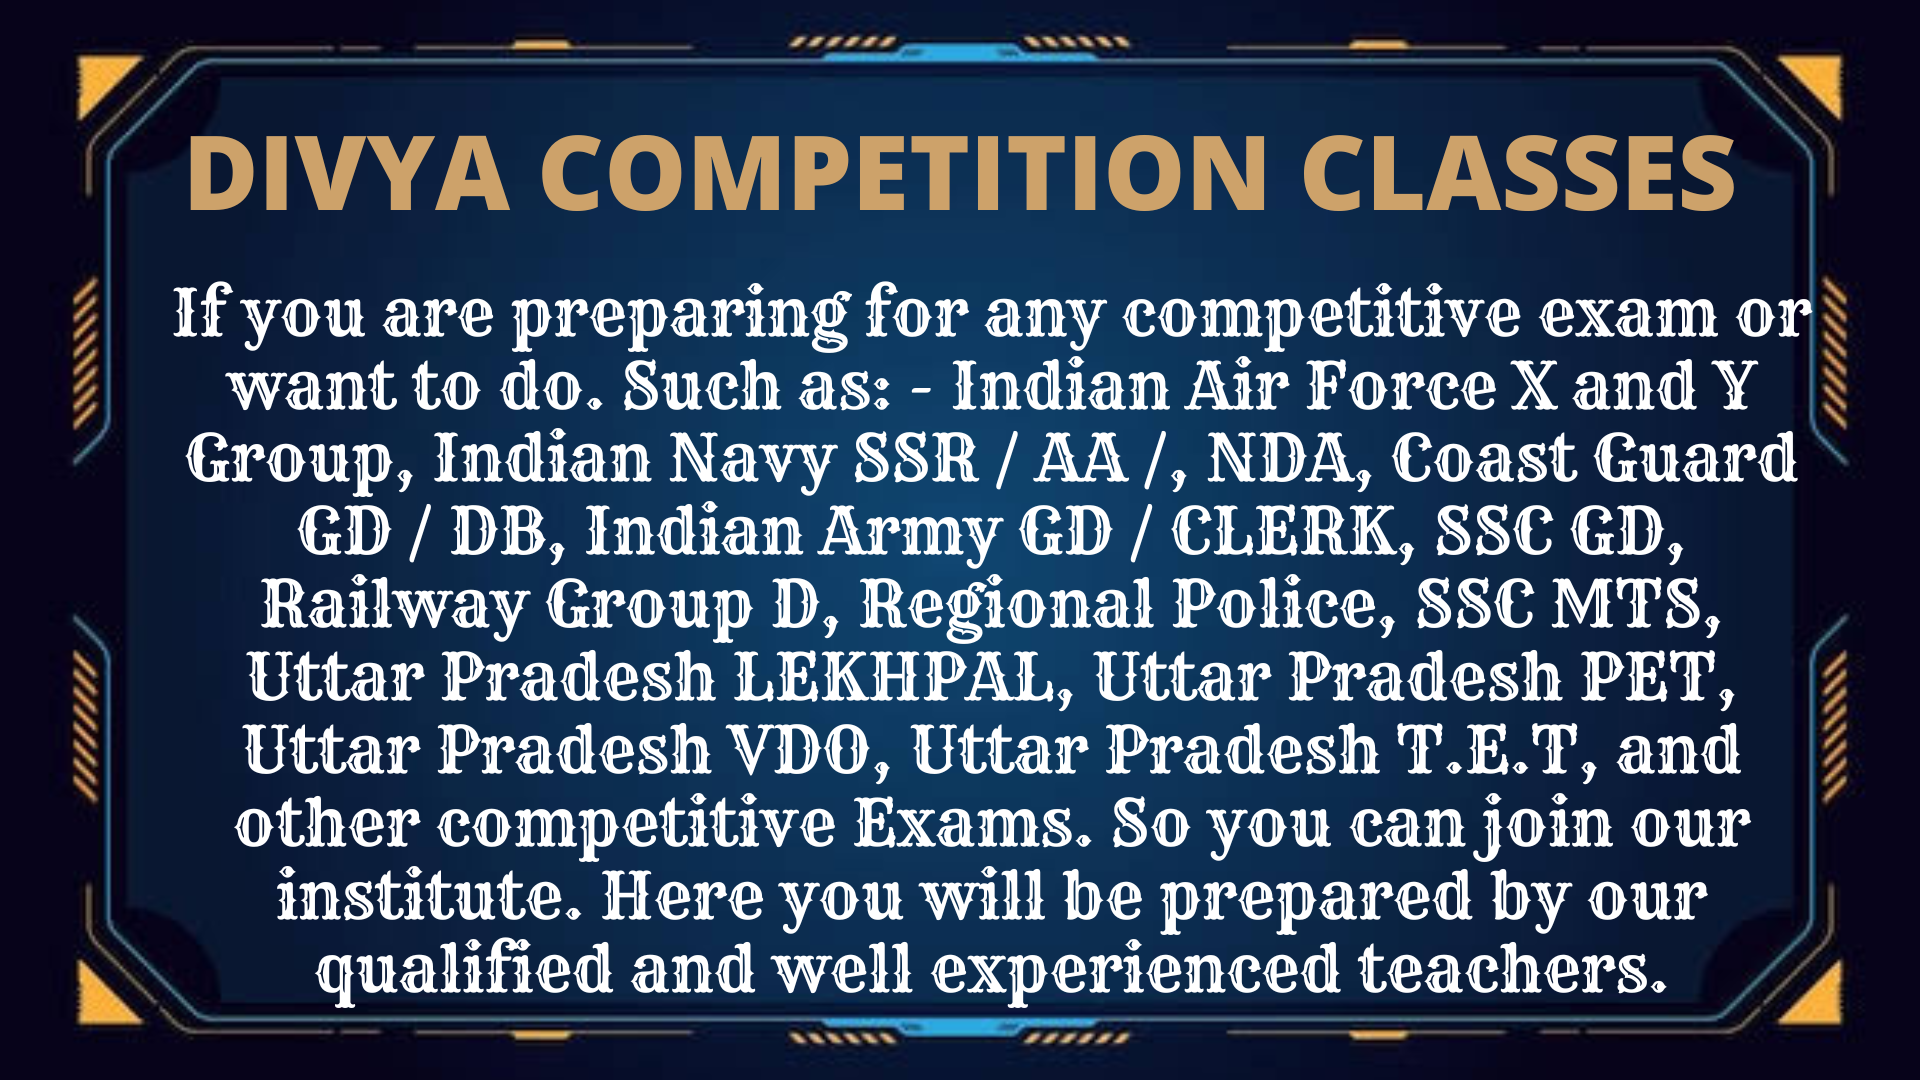 DIVYA COMPETITION CLASSES
If you are preparing for any competitive exam or
want to do. Such as: - Indian Air Force X and Y
Group, Indian Navy SSR / AA /, NDA, Coast Guard
GD / DB, Indian Army GD / CLERK, SSC GD,
Railway Group D, Regional Police, SSC MTS,
Uttar Pradesh LEKHPAL, Uttar Pradesh PET,
Uttar Pradesh VDO, Uttar Pradesh T.E.T, and
other competitive Exams. So you can join our
institute. Here you will be prepared by our
qualified and well experienced teachers.